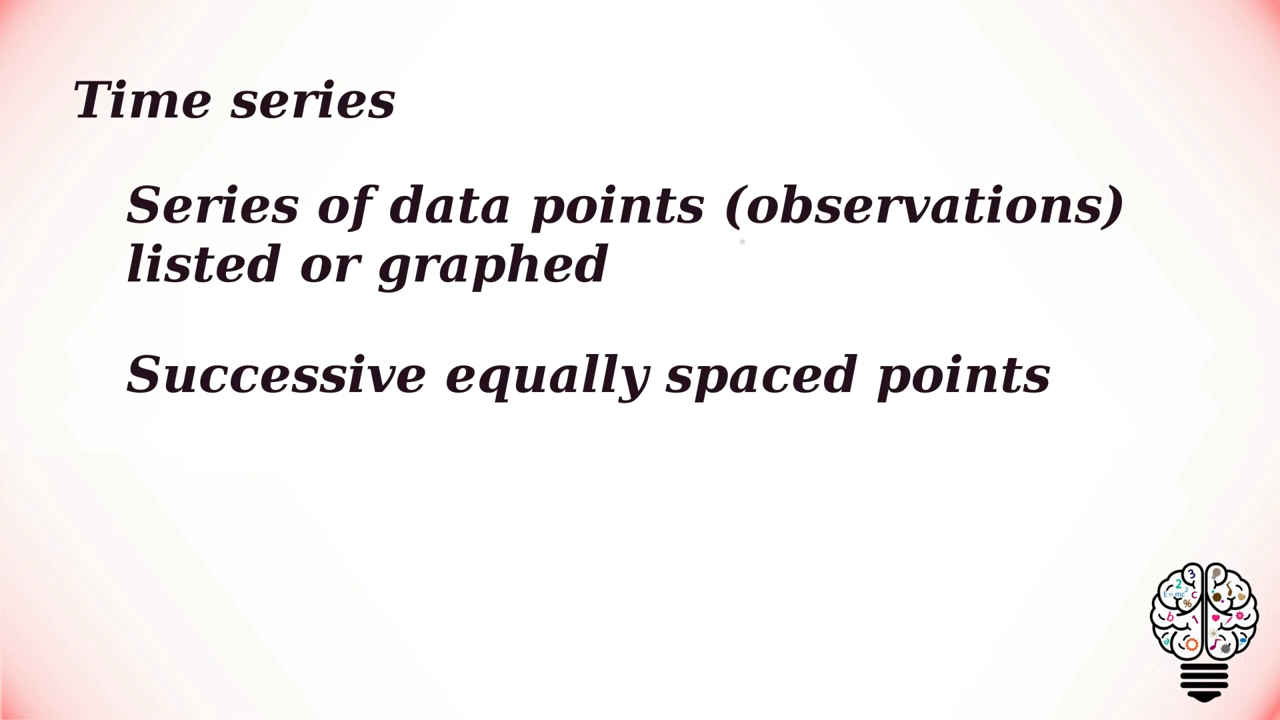 Time series
Series of data points (observations)
listed or graphed
Successive equally spaced points